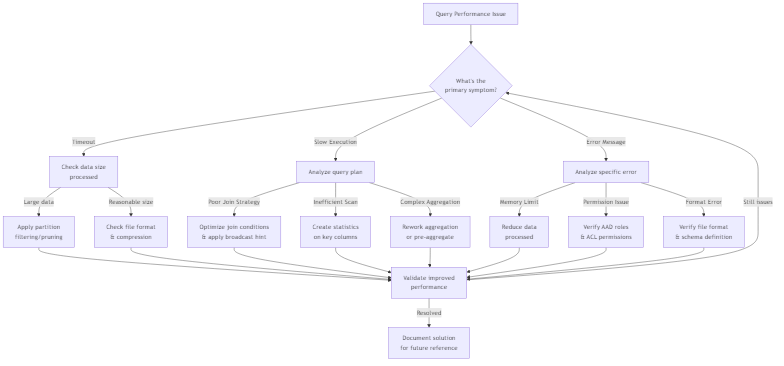 Query Performance Issue
What's the
primary symptom?
Timeout
Slow Execution
Error Message
Check data size
processed
Analyze query plan
Analyze specific error
Large data
Reasonable size
Poor Join Strategy
Inefficient Scan
Complex Aggregation
Memory Limit
Permission Issue
Format Error
Still issues
Apply partition
filtering/pruning
Check file format
& compression
Optimize join conditions
& apply broadcast hint
Create statistics
on key columns
Rework aggregation
or pre-aggregate
Reduce data
processed
Verify AAD roles
& ACL permissions
Verify file format
& schema definition
Validate improved
performance
Resolved
Document solution
for future reference